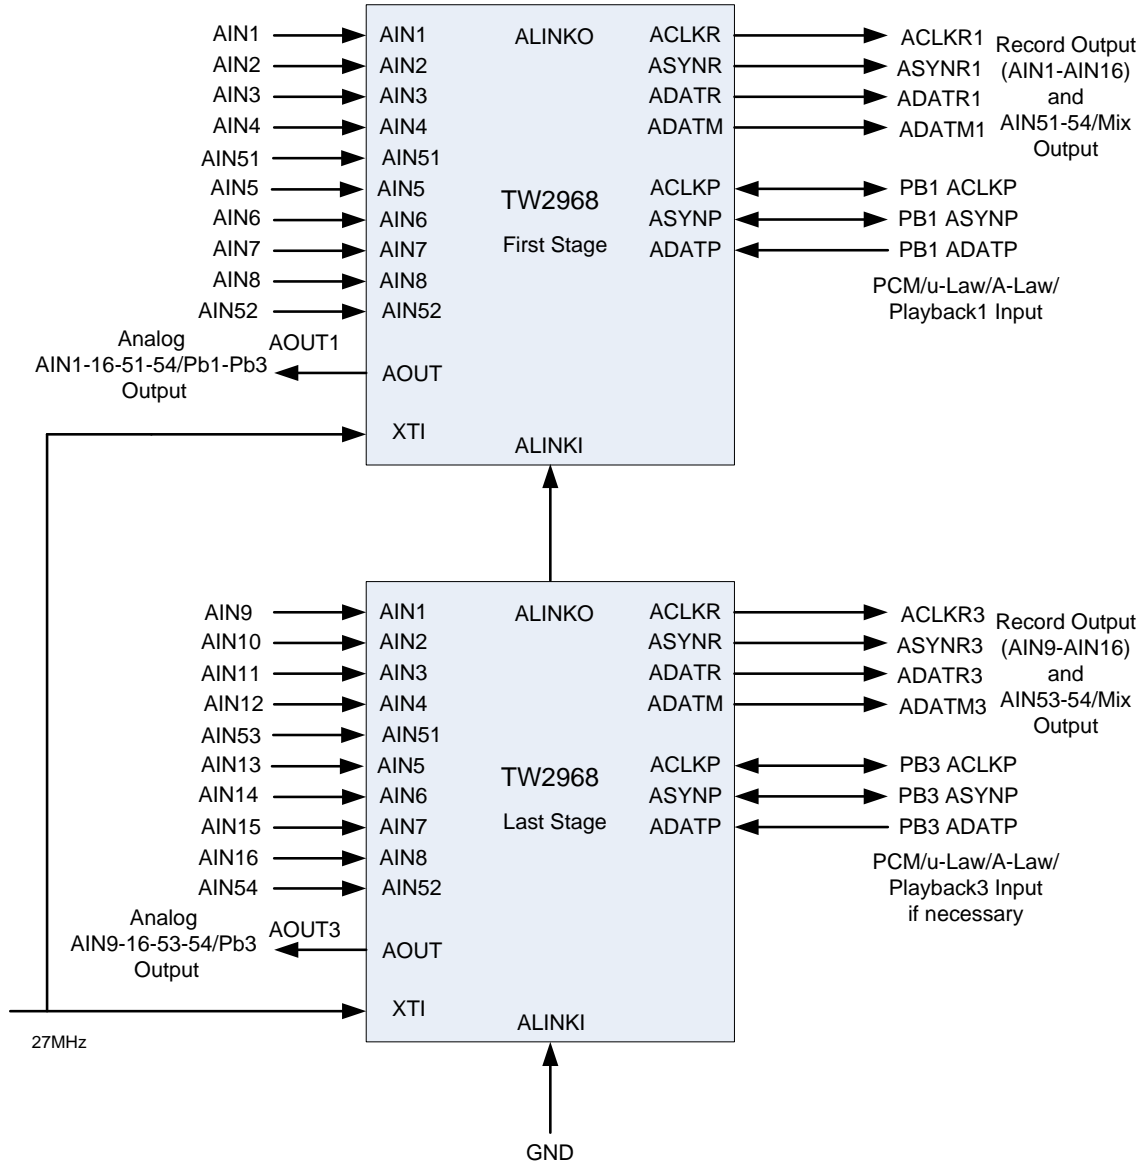 AIN1 AIN1 ALINKO ACLKR ACLKR1
AIN2 AIN2 ASYNR ASYNR1
AIN3 AIN3 ADATR ADATR1
AIN4 AIN4 ADATM ADATM1
Record Output
(AIN1-AIN16)
and
AIN51-54/Mix
Output
AIN51 AIN51
AIN5 AIN5 ACLKP PB1 ACLKP
AIN6 AIN6 ASYNP PB1 ASYNP
AIN7 AIN7 ADATP PB1 ADATP
TW2968
First Stage
AIN8 AIN8
AIN52 AIN52
PCM/u-Law/A-Law/
Playback1 Input
Analog
AIN1-16-51-54/Pb1-Pb3
Output
AOUT1
AOUT
XTI
ALINKI
AIN9 AIN1 ALINKO ACLKR ACLKR3
AIN10 AIN2 ASYNR ASYNR3
AIN11 AIN3 ADATR ADATR3
AIN12 AIN4 ADATM ADATM3
Record Output
(AIN9-AIN16)
and
AIN53-54/Mix
Output
AIN53 AIN51
AIN13 AIN5 ACLKP PB3 ACLKP
AIN14 AIN6 ASYNP PB3 ASYNP
AIN15 AIN7 ADATP PB3 ADATP
TW2968
Last Stage
AIN16 AIN8
AIN54 AIN52
PCM/u-Law/A-Law/
Playback3 Input
if necessary
Analog
AIN9-16-53-54/Pb3
Output
AOUT3
AOUT
XTI
27MHz
ALINKI
GND